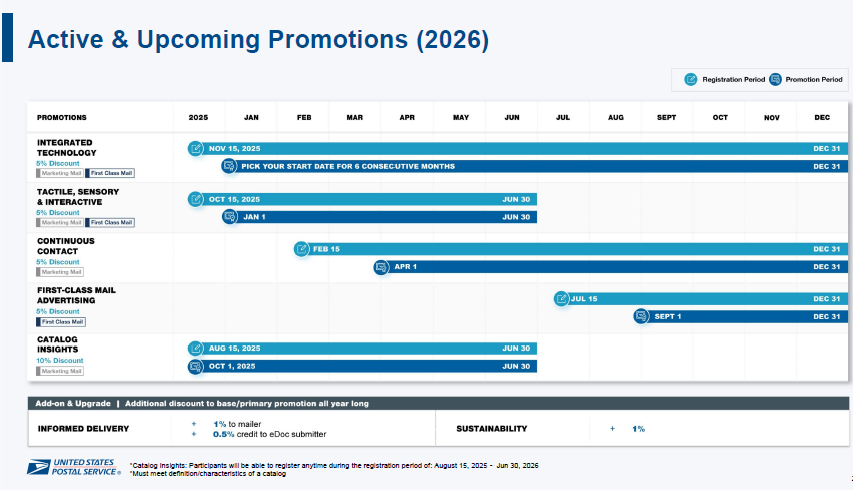 Active & Upcoming Promotions (2026)
Registration Period Promotion Period
PROMOTIONS 2025 JAN FEB MAR APR MAY JUN JUL AUG SEPT OCT NOV DEC
INTEGRATED
TECHNOLOGY
5% Discount
Marketing Mail First Class Mail
NOV 15, 2025 DEC 31
PICK YOUR START DATE FOR 6 CONSECUTIVE MONTHS DEC 31
TACTILE, SENSORY
& INTERACTIVE
5% Discount
Marketing Mail First Class Mail
OCT 15, 2025 JUN 30
JAN 1 JUN 30
CONTINUOUS
CONTACT
5% Discount
Marketing Mail
FEB 15 DEC 31
APR 1 DEC 31
FIRST-CLASS MAIL
ADVERTISING
5% Discount
First Class Mail
JUL 15 DEC 31
SEPT 1 DEC 31
CATALOG
INSIGHTS
10% Discount
Marketing Mail
AUG 15, 2025 JUN 30
OCT 1, 2025 JUN 30
Add-on & Upgrade | Additional discount to base/primary promotion all year long
INFORMED DELIVERY
+ 1% to mailer
+ 0.5% credit to eDoc submitter
SUSTAINABILITY + 1%
UNITED STATES
POSTAL SERVICE®
*Catalog Insights: Participants will be able to register anytime during the registration period of: August 15, 2025 - Jun 30, 2026
*Must meet definition/characteristics of a catalog